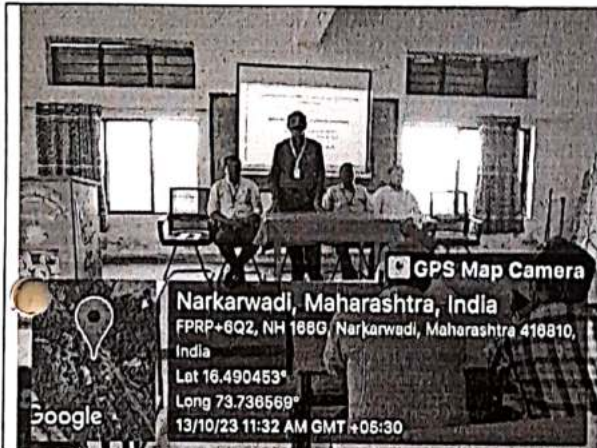 GPS Map Camera
Narkarwadi, Maharashtra, India
FPRP+6Q2, NH 166G, Narkarwadi, Maharashtra 416810,
India
Lat 16.490453°
Long 73.736569°
13/10/23 11:32 AM GMT +05:30
Google